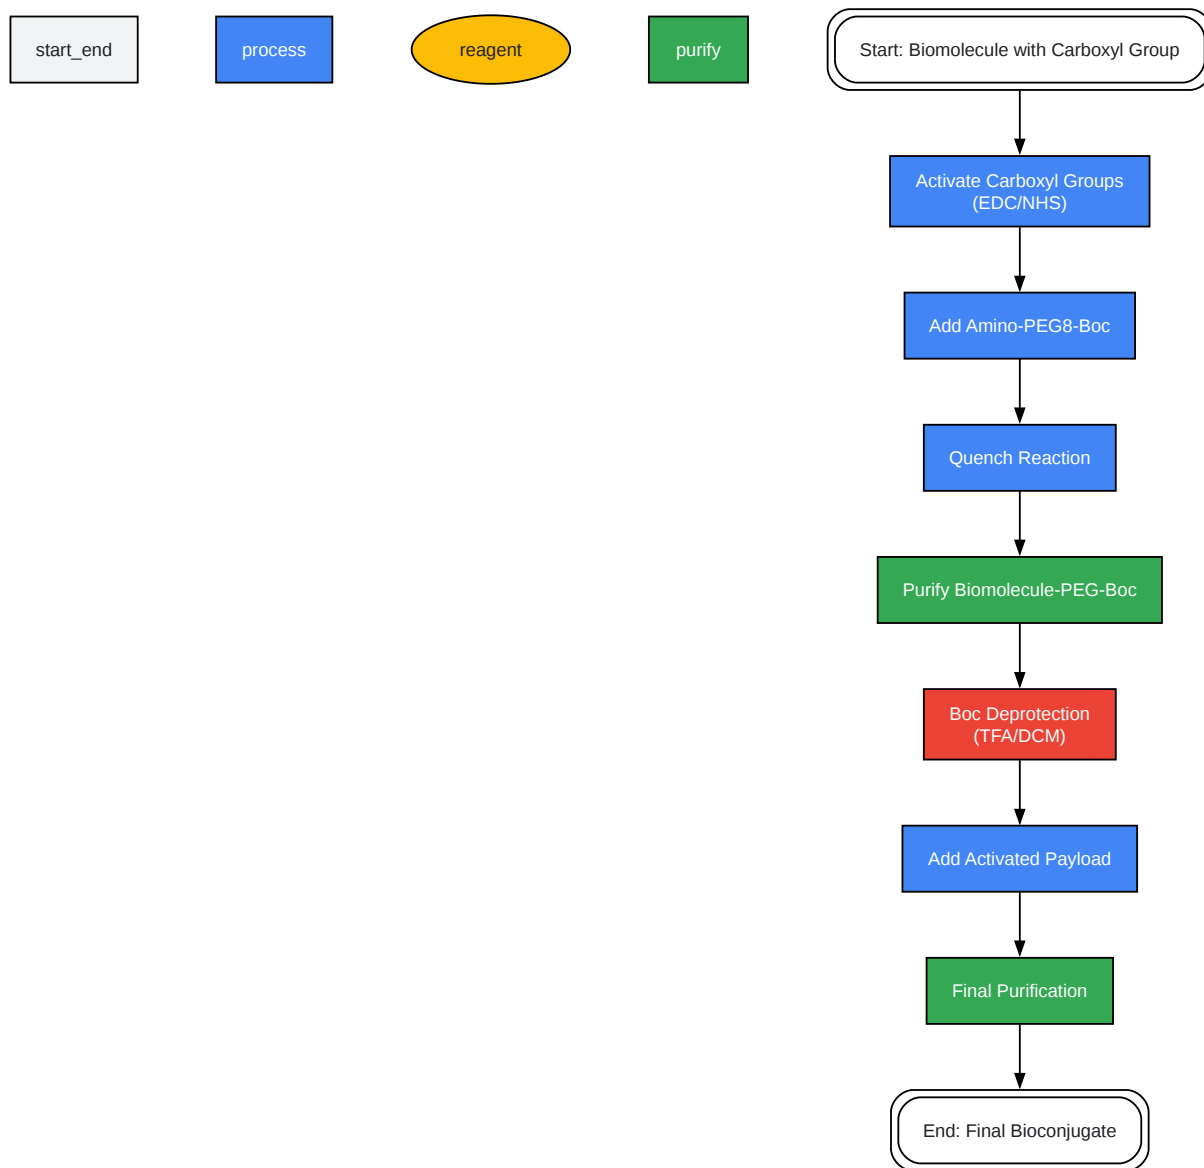 start_end
process
reagent
purify
Start: Biomolecule with Carboxyl Group
Activate Carboxyl Groups
(EDC/NHS)
Add Amino-PEG8-Boc
Quench Reaction
Purify Biomolecule-PEG-Boc
Boc Deprotection
(TFA/DCM)
Add Activated Payload
Final Purification
End: Final Bioconjugate